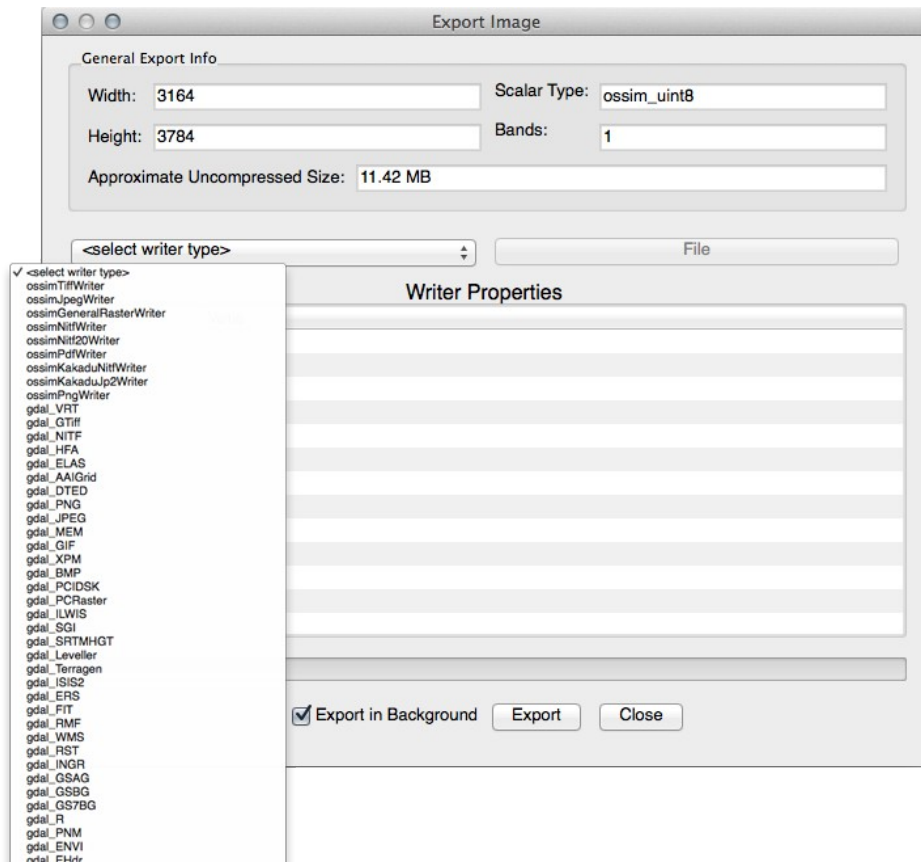 Export Image
General Export Info
Width: 3164 Scalar Type: ossim_uint8
Height: 3784 Bands: 1
Approximate Uncompressed Size: 11.42 MB
<select writer type> File
Writer Properties
✓ <select writer type>
ossimTiffWriter
ossimJpegWriter
ossimGeneralRasterWriter
ossimNitfWriter
ossimNitf20Writer
ossimPdfWriter
ossimKakaduNitfWriter
ossimKakaduJp2Writer
ossimPngWriter
gdal_VRT
gdal_GTiff
gdal_NITF
gdal_HFA
gdal_ELAS
gdal_AAIGrid
gdal_DTED
gdal_PNG
gdal_JPEG
gdal_MEM
gdal_GIF
gdal_XPM
gdal_BMP
gdal_PCIDSK
gdal_PCRaster
gdal_ILWIS
gdal_SGI
gdal_SRTMHGT
gdal_Leveller
gdal_Terragen
gdal_ISIS2
gdal_ERS
gdal_FIT
gdal_RMF
gdal_WMS
gdal_RST
gdal_INGR
gdal_GSAG
gdal_GSBG
gdal_GS7BG
gdal_R
gdal_PNM
gdal_ENVI
gdal_EHdr
Export in Background Export Close